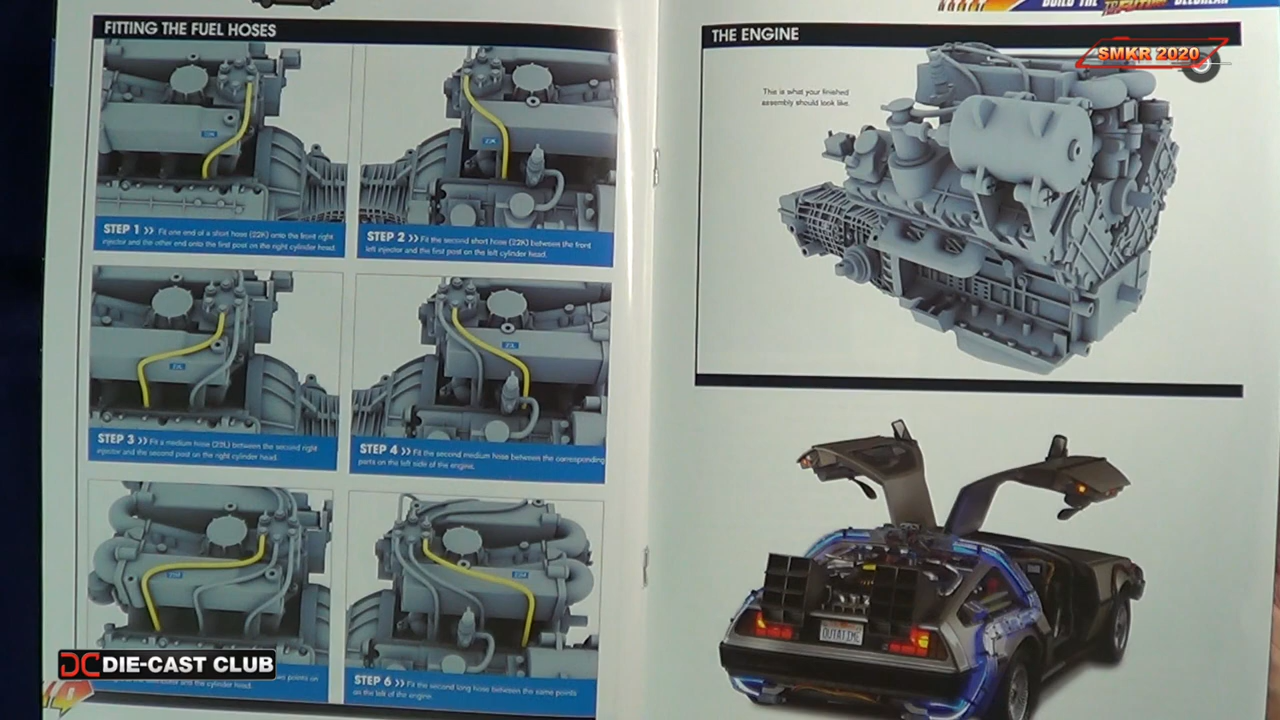 FITTING THE FUEL HOSES
STEP 1 >> Fit one end of a short hose (22K) onto the front right
injector and the other end onto the first post on the right cylinder head.
STEP 2 >> Fit the second short hose (22K) between the front
left injector and the first post on the left cylinder head.
STEP 3 >> Fit a medium hose (23L) between the second right
injector and the second post on the right cylinder head.
STEP 4 >> Fit the second medium hose between the corresponding
parts on the left side of the engine.
and the cylinder head.
STEP 6 >> Fit the second long hose between the same points
on the left of the engine.
DIE-CAST CLUB
BUILD THE
THE ENGINE
SMKR 2020
This is what your finished
assembly should look like.
OUTATIME